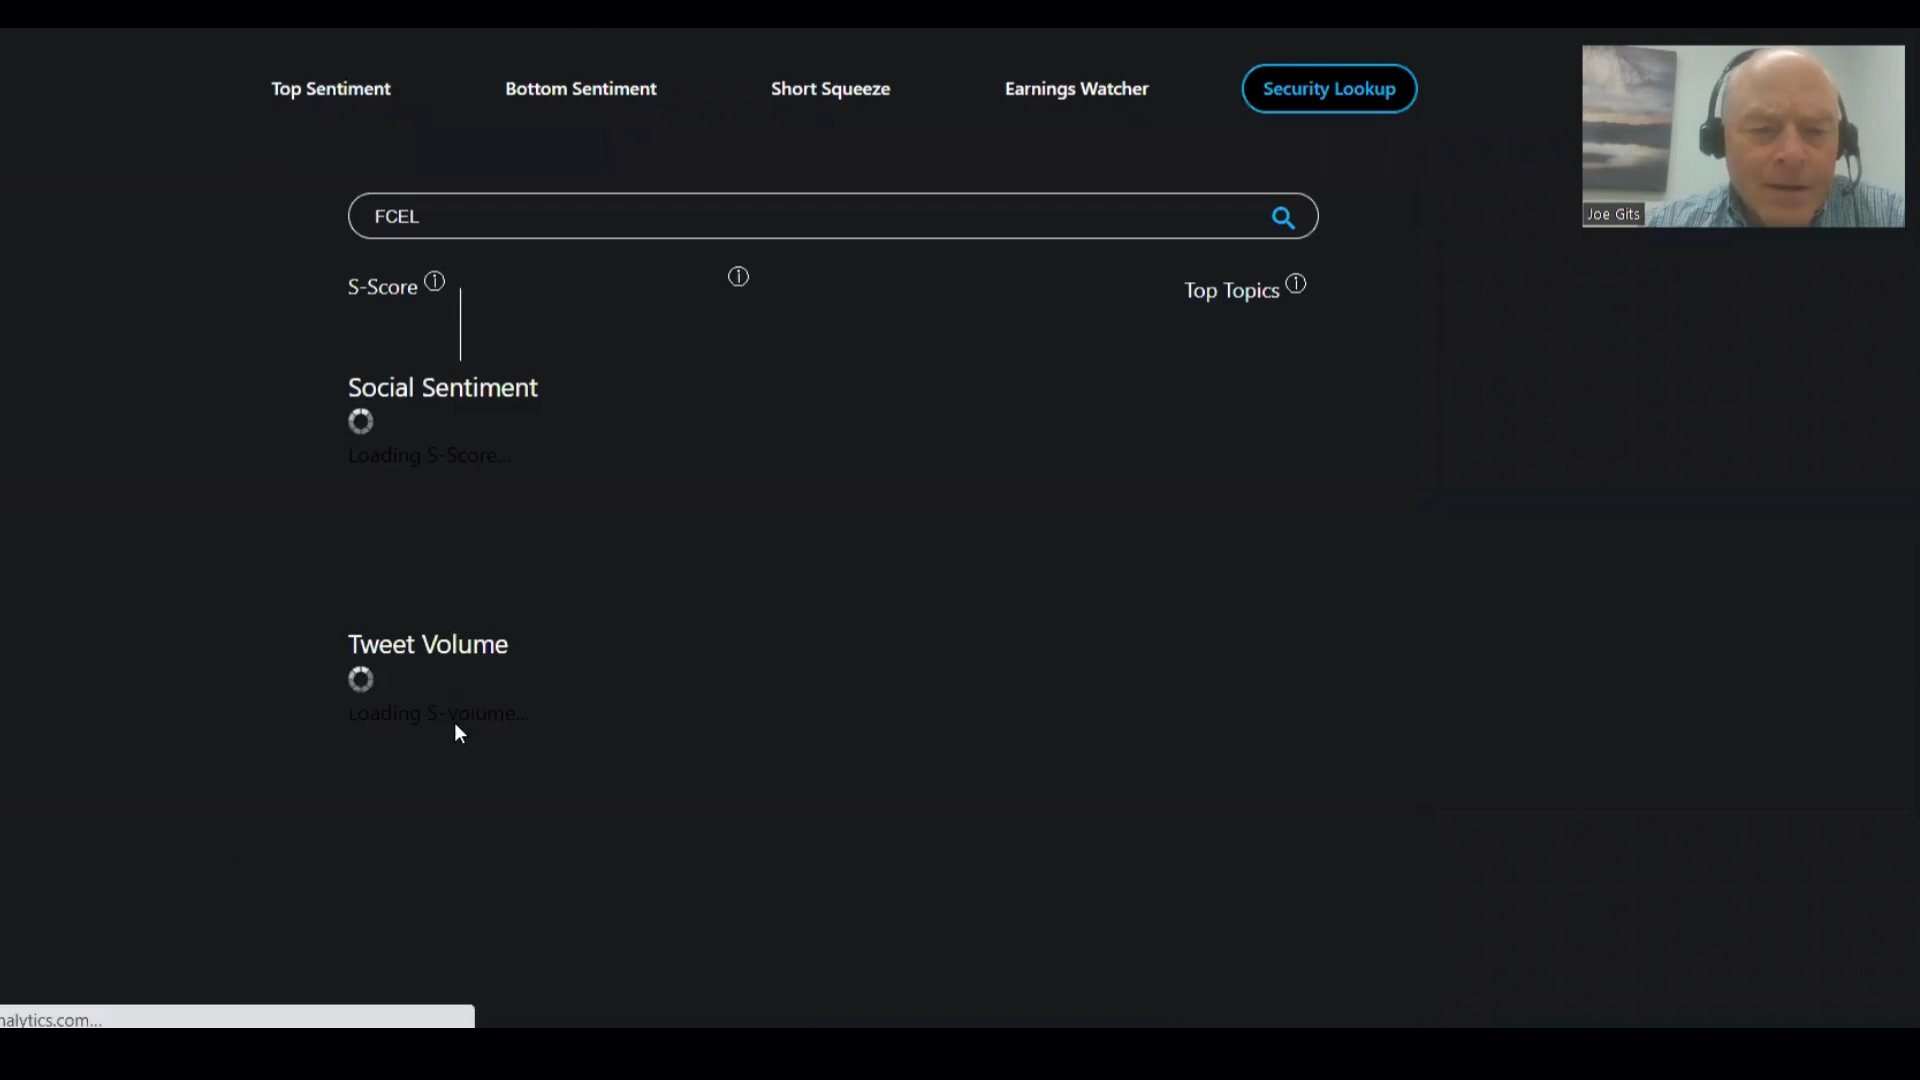 Top Sentiment
Bottom Sentiment
Short Squeeze
Earnings Watcher
Security Lookup
Joe Gits
FCEL
S-Score
Top Topics
Social Sentiment
Loading S-Score...
Tweet Volume
Loading S-Volume...
nalytics.com...